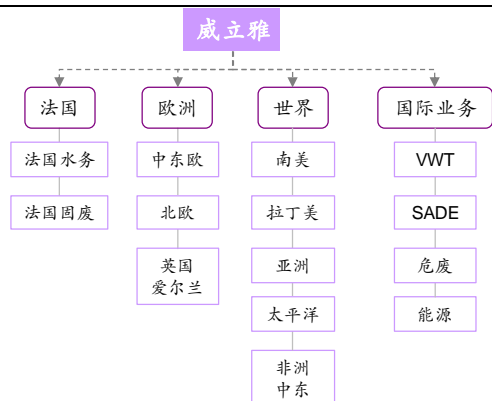 威立雅
法国
欧洲
世界
国际业务
法国水务
中东欧
南美
VWT
法国固废
北欧
拉丁美
SADE
英国
爱尔兰
亚洲
危废
太平洋
能源
非洲
中东